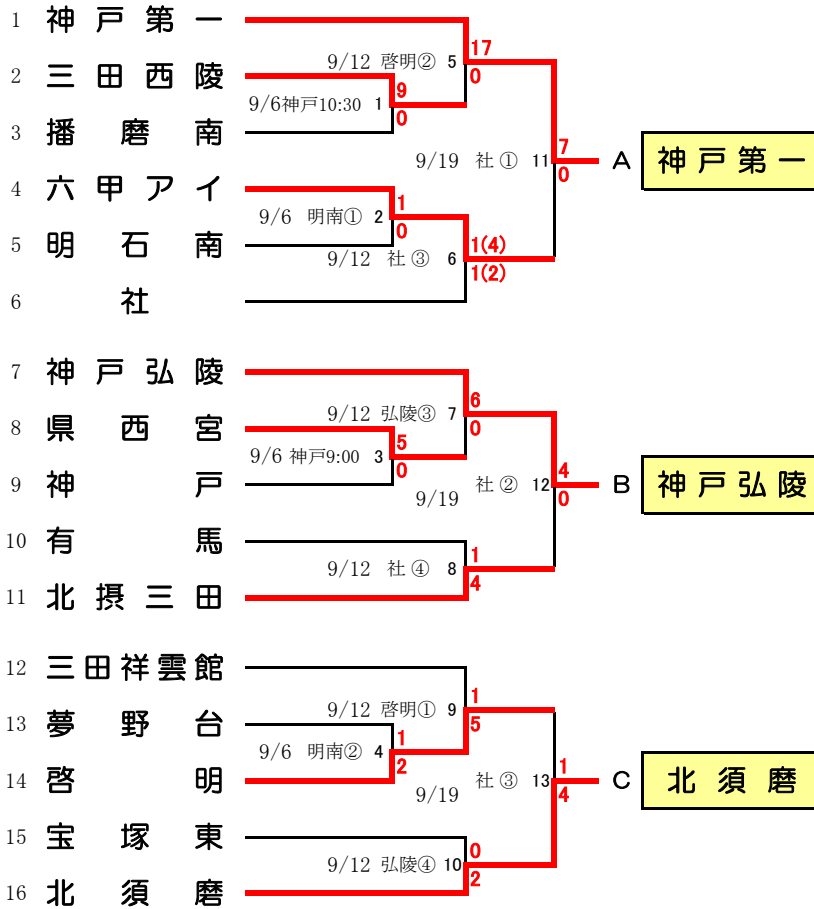 1 神戸第一
17
9/12 啓明② 5
0
2 三田西陵
9
9/6神戸10:30 1
0
3 播磨南
7
9/19 社① 11
0
A 神戸第一
4 六甲アイ
1
9/6 明南① 2
0
5 明石南
1(4)
9/12 社③ 6
1(2)
6 社
7 神戸弘陵
6
9/12 弘陵③ 7
0
8 県西宮
5
9/6 神戸9:00 3
0
9 神戸
4
9/19 社② 12
0
B 神戸弘陵
10 有馬
1
9/12 社④ 8
4
11 北摂三田
12 三田祥雲館
1
9/12 啓明① 9
5
13 夢野台
1
9/6 明南② 4
2
14 啓明
1
9/19 社③ 13
4
C 北須磨
15 宝塚東
0
9/12 弘陵④ 10
2
16 北須磨